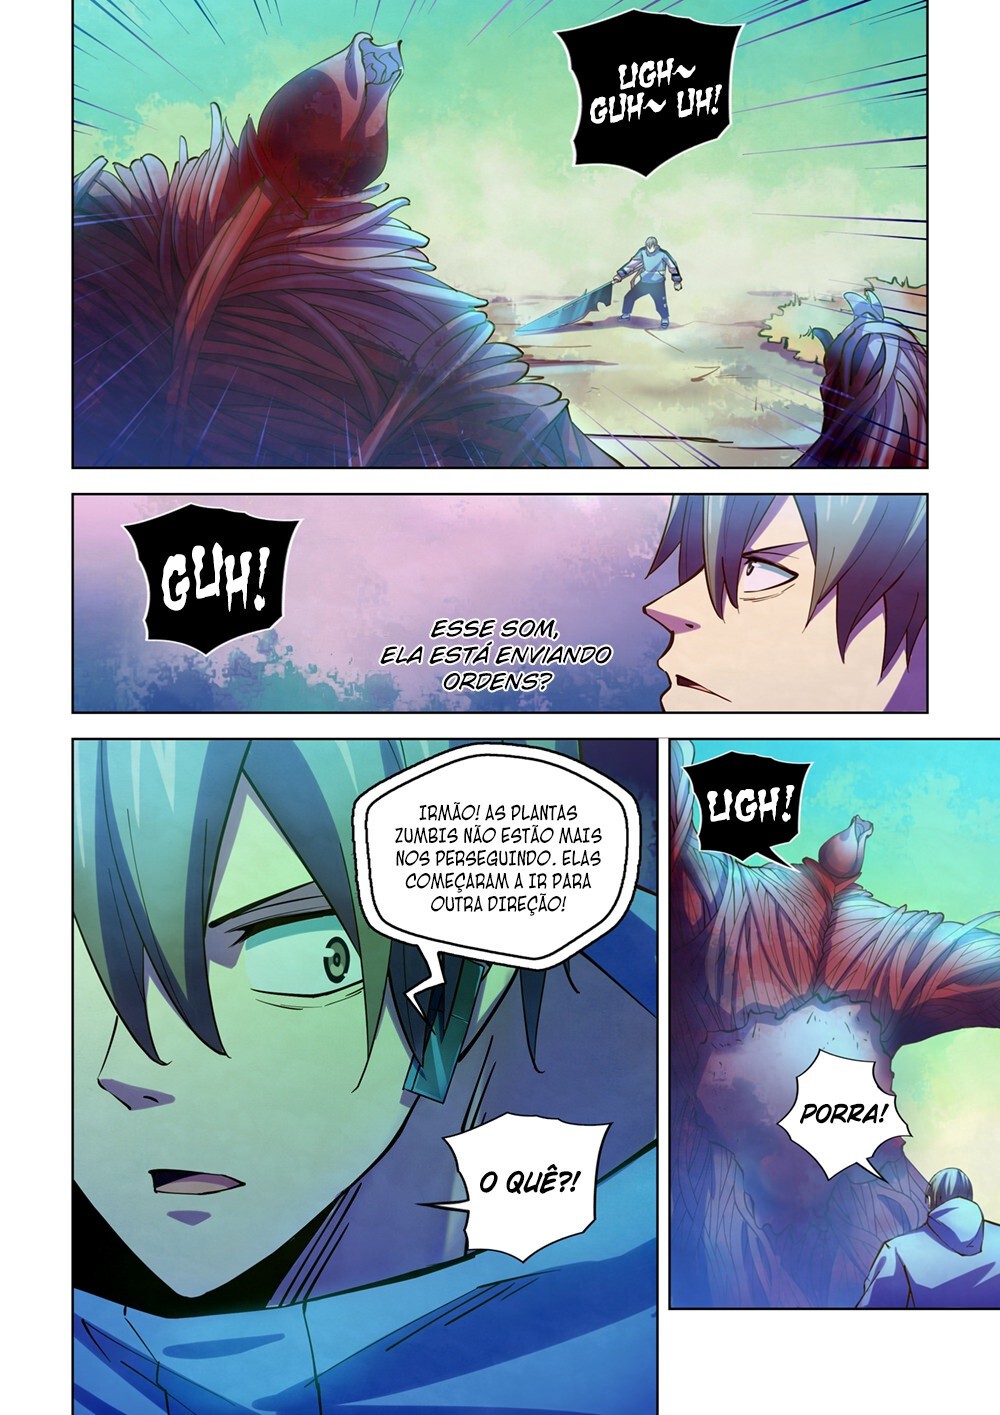 UGH~
GUH~ UH!
GUH!
ESSE SOM,
ELA ESTÁ ENVIANDO
ORDENS?
IRMÃO! AS PLANTAS
ZUMBIS NÃO ESTÃO MAIS
NOS PERSEGUINDO. ELAS
COMEÇARAM A IR PARA
OUTRA DIREÇÃO!
O QUÊ?!
UGH!
PORRA!